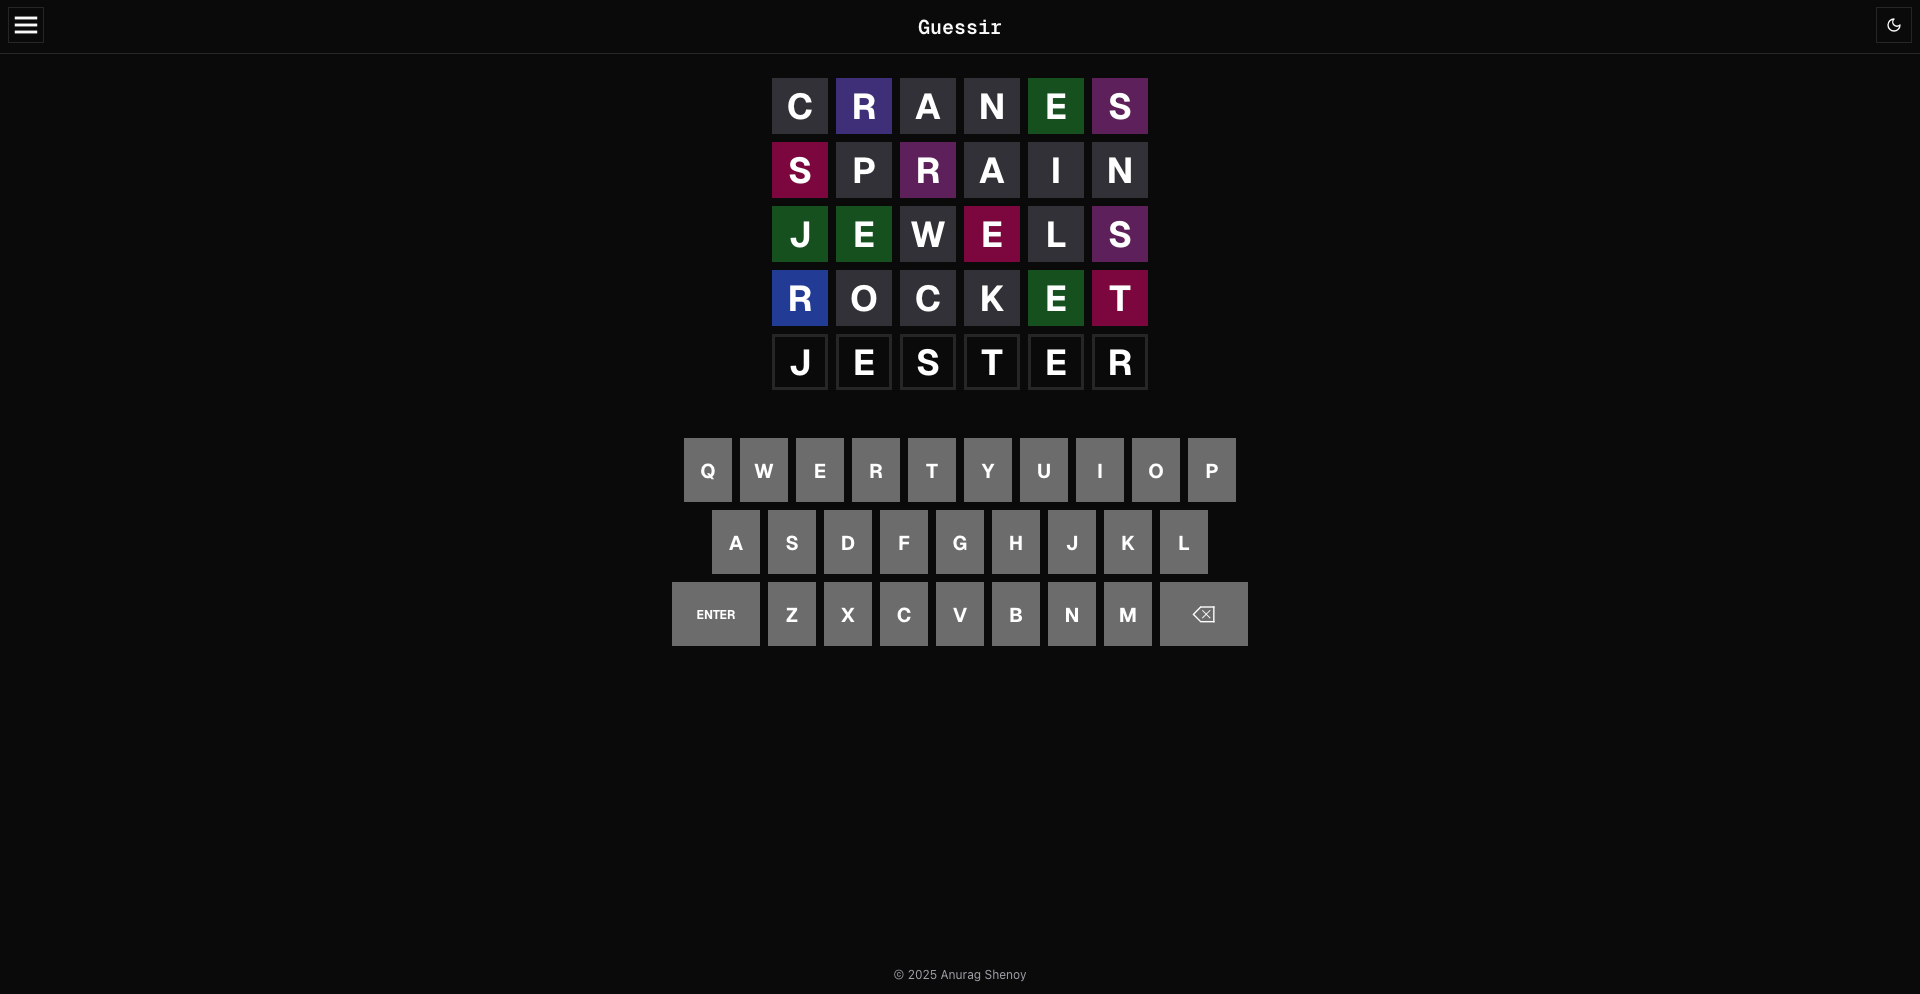 Guessir
C R A N E S
S P R A I N
J E W E L S
R O C K E T
J E S T E R
Q W E R T Y U I O P
A S D F G H J K L
ENTER Z X C V B N M
© 2025 Anurag Shenoy